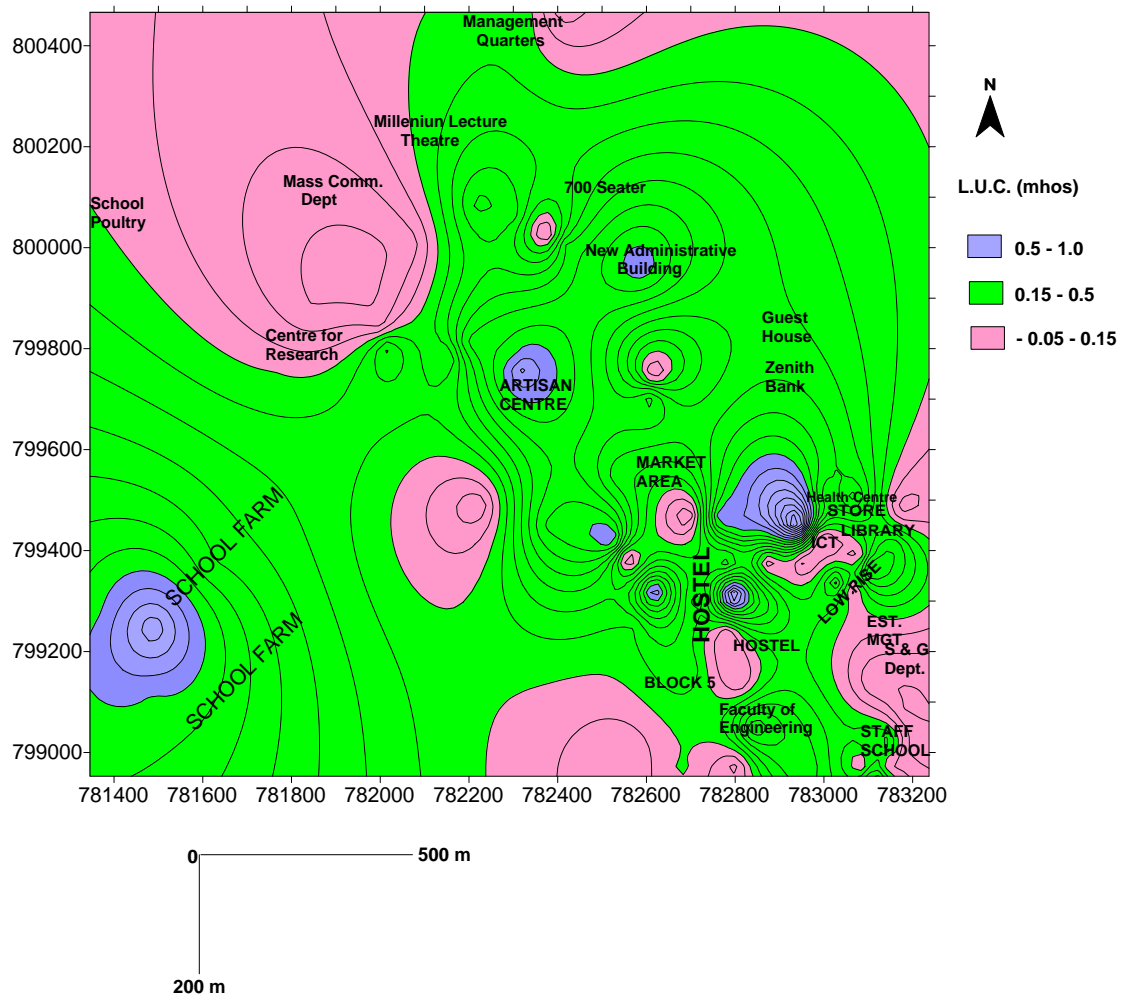 Management
Quarters
800400
N
Milleniun Lecture
Theatre
800200
L.U.C. (mhos)
Mass Comm.
Dept
700 Seater
School
Poultry
800000
New Administrative
Building
0.5 - 1.0
0.15 - 0.5
Guest
House
Centre for
Research
- 0.05 - 0.15
799800
Zenith
Bank
ARTISAN
CENTRE
799600
MARKET
AREA
SCHOOL FARM
Health Centre
STORE
LIBRARY
ICT
799400
HOSTEL
LOW RISE
EST.
MGT
SCHOOL FARM
HOSTEL
S & G
Dept.
799200
BLOCK 5
Faculty of
Engineering
STAFF
SCHOOL
799000
781400 781600 781800 782000 782200 782400 782600 782800 783000 783200
0 500 m
200 m